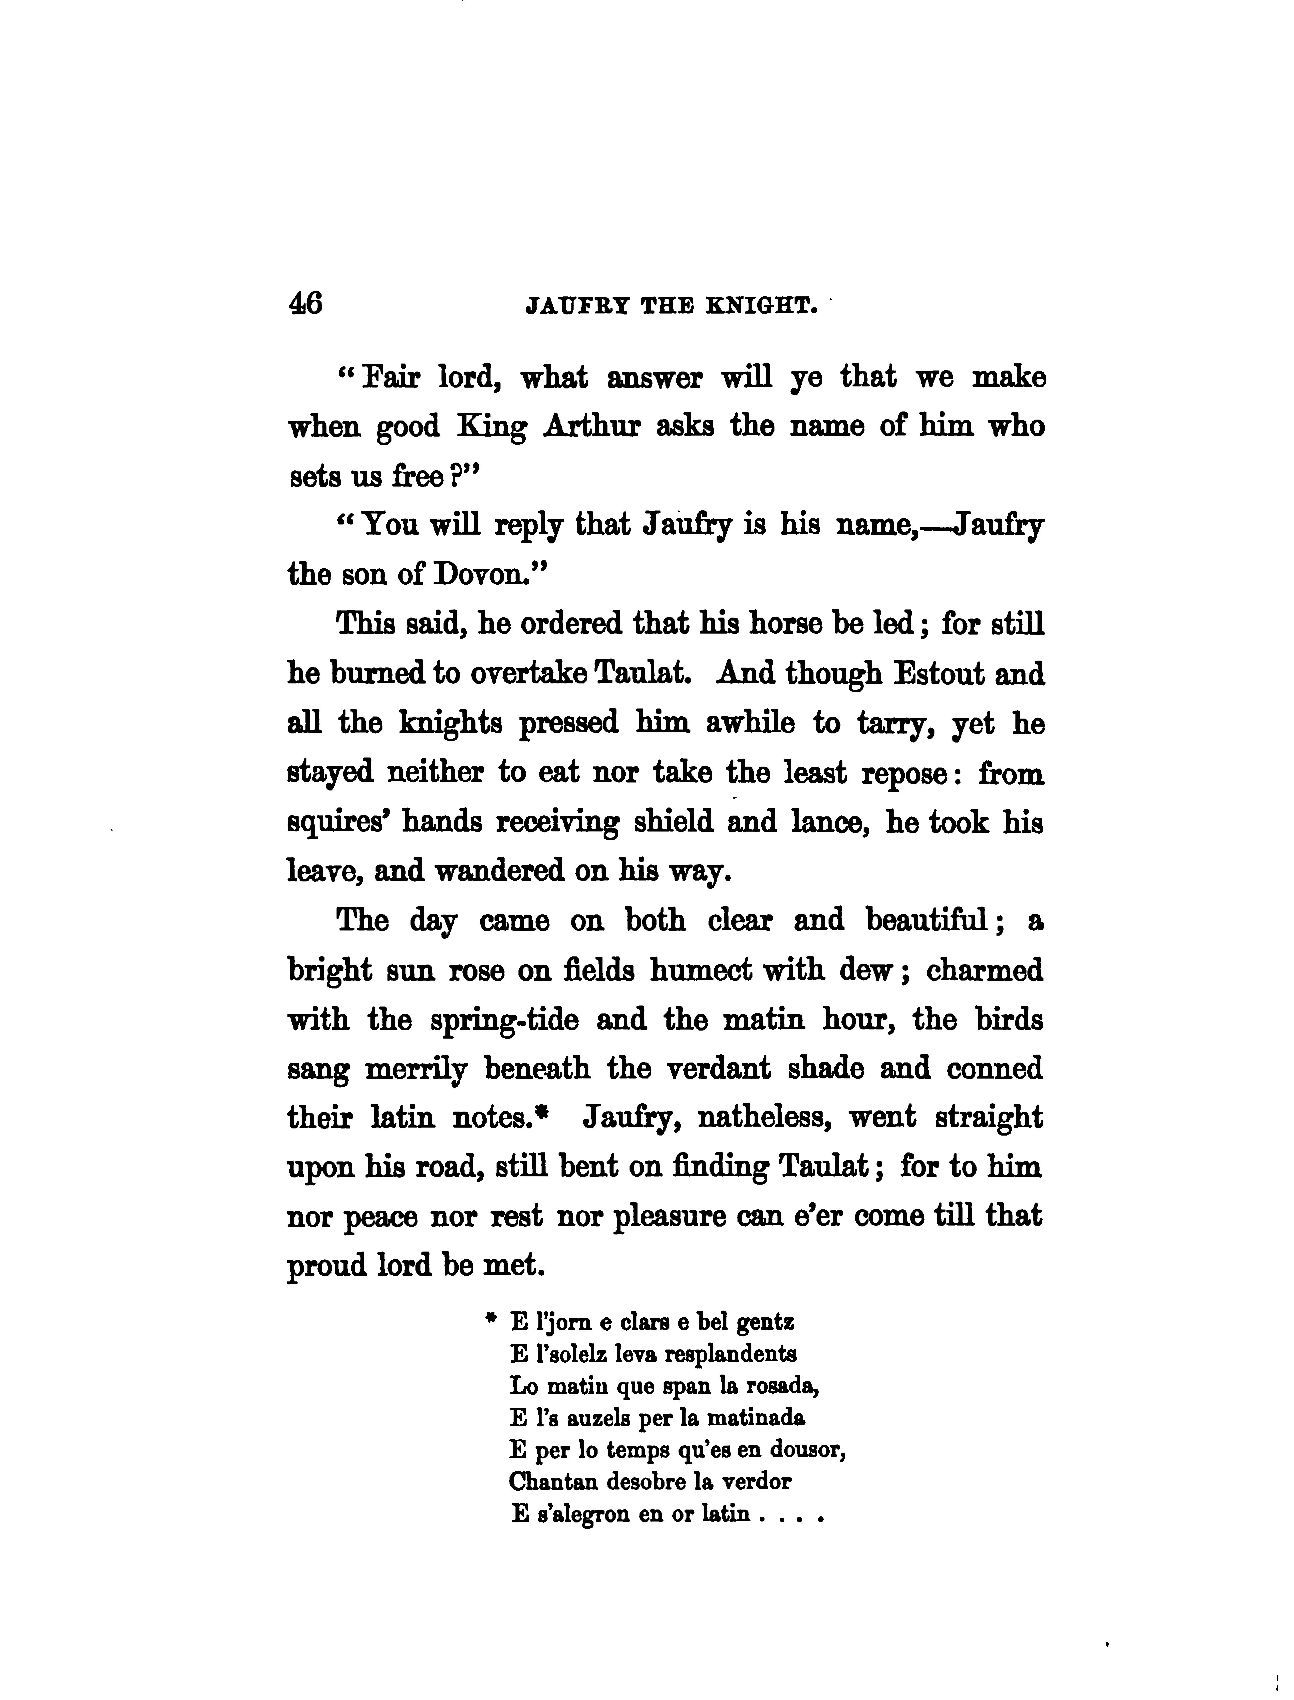 46 JAUFRY THE KNIGHT.
“Fair lord, what answer will ye that we make
when good King Arthur asks the name of him who
sets us free?”
“You will reply that Jaufry is his name,—Jaufry
the son of Dovon.”
This said, he ordered that his horse be led; for still
he burned to overtake Taulat. And though Estout and
all the knights pressed him awhile to tarry, yet he
stayed neither to eat nor take the least repose: from
squires’ hands receiving shield and lance, he took his
leave, and wandered on his way.
The day came on both clear and beautiful; a
bright sun rose on fields humect with dew; charmed
with the spring-tide and the matin hour, the birds
sang merrily beneath the verdant shade and conned
their latin notes.* Jaufry, natheless, went straight
upon his road, still bent on finding Taulat; for to him
nor peace nor rest nor pleasure can e’er come till that
proud lord be met.
* E l’jorn e clars e bel gentz
E l’solelz leva resplandents
Lo matin que span la rosada,
E l’s auzels per la matinada
E per lo temps qu’es en dousor,
Chantan desobre la verdor
E s’alegron en or latin . . . .